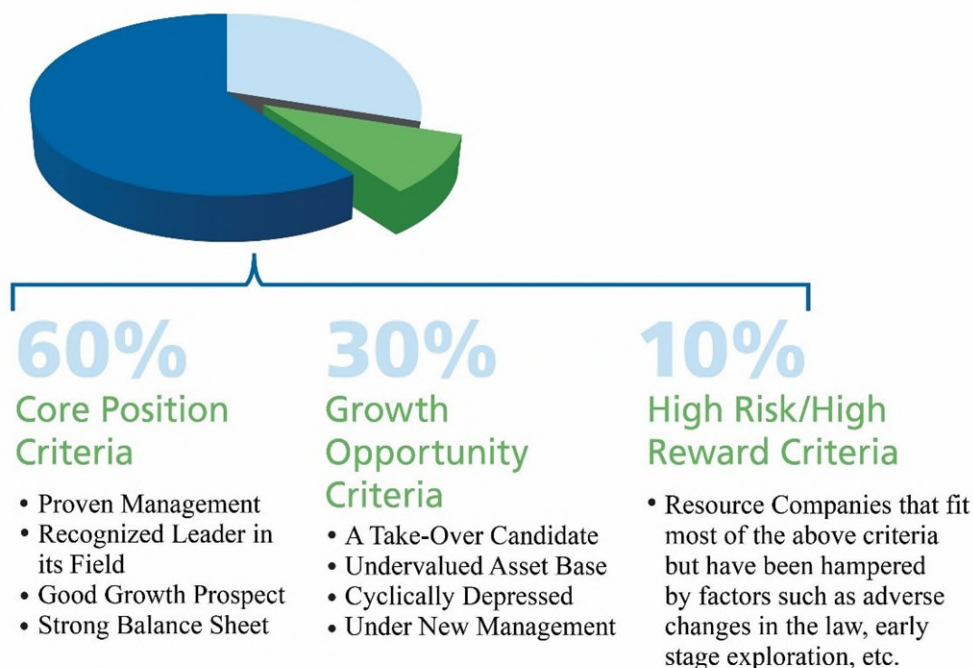 60%
Core Position
Criteria
• Proven Management
• Recognized Leader in
its Field
• Good Growth Prospect
• Strong Balance Sheet
30%
Growth
Opportunity
Criteria
• A Take-Over Candidate
• Undervalued Asset Base
• Cyclically Depressed
• Under New Management
10%
High Risk/High
Reward Criteria
• Resource Companies that fit
most of the above criteria
but have been hampered
by factors such as adverse
changes in the law, early
stage exploration, etc.